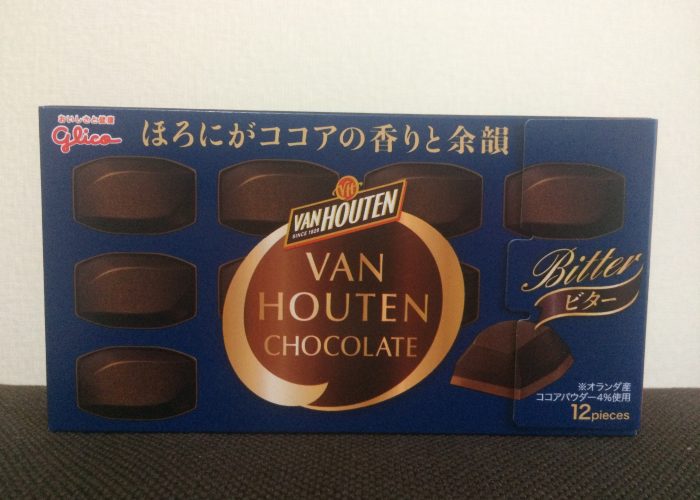 おいしさと健康
glico
ほろにがココアの香りと余韻
VH
VAN HOUTEN
SINCE 1828
VAN
HOUTEN
CHOCOLATE
Bitter
ビター
※オランダ産
ココアパウダー4%使用
12pieces